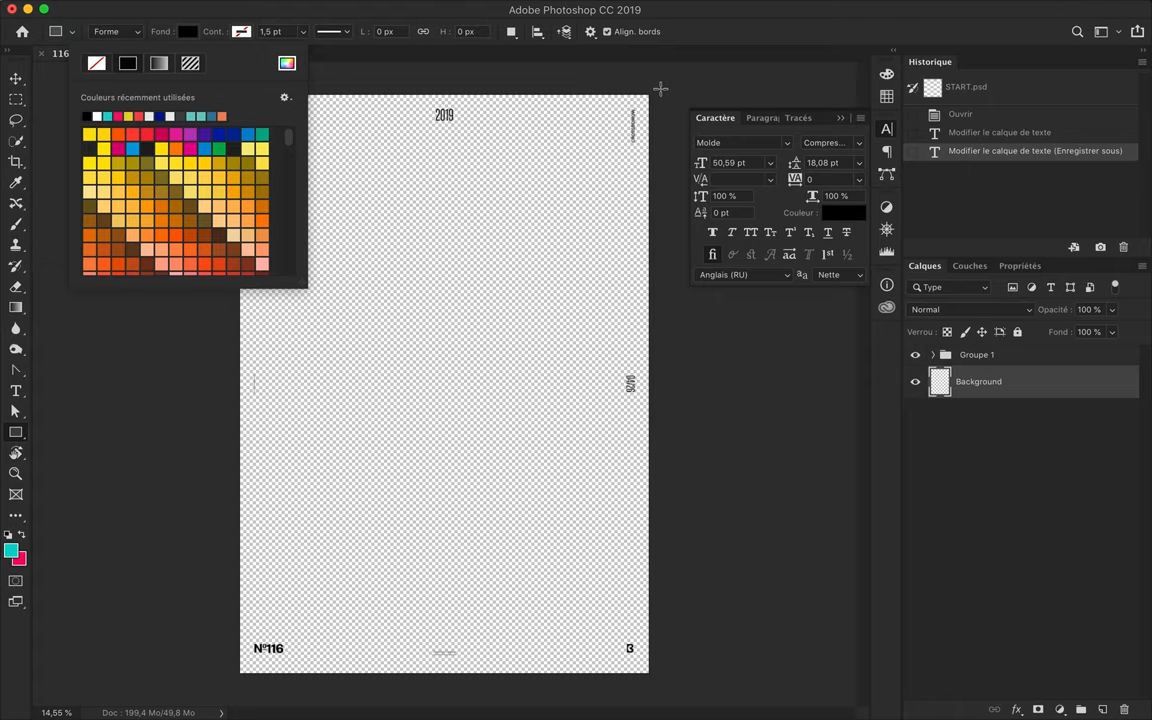 Adobe Photoshop CC 2019
Forme
Fond :
Cont. :
1,5 pt
L : 0 px
H : 0 px
Align. bords
116
Couleurs récemment utilisées
2019
04/26
Nº116
B
Caractère
Paragra
Tracés
Molde
Compres...
50,59 pt
18,08 pt
0
100 %
100 %
0 pt
Couleur :
Anglais (RU)
Nette
Historique
START.psd
Ouvrir
Modifier le calque de texte
Modifier le calque de texte (Enregistrer sous)
Calques
Couches
Propriétés
Type
Normal
Opacité : 100 %
Verrou :
Fond : 100 %
Groupe 1
Background
14,55 %
Doc : 199,4 Mo/49,8 Mo